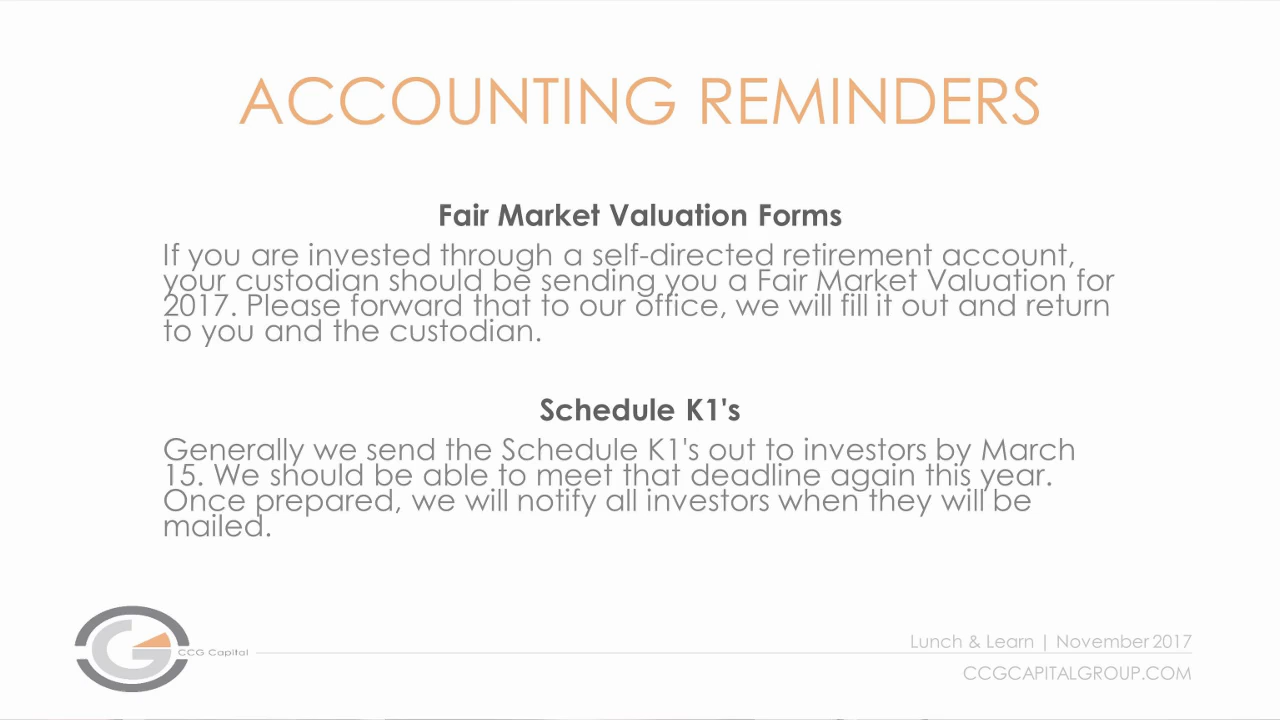 ACCOUNTING REMINDERS
Fair Market Valuation Forms
If you are invested through a self-directed retirement account,
your custodian should be sending you a Fair Market Valuation for
2017. Please forward that to our office, we will fill it out and return
to you and the custodian.
Schedule K1's
Generally we send the Schedule K1's out to investors by March
15. We should be able to meet that deadline again this year.
Once prepared, we will notify all investors when they will be
mailed.
CCG Capital
Lunch & Learn | November 2017
CCGCAPITALGROUP.COM